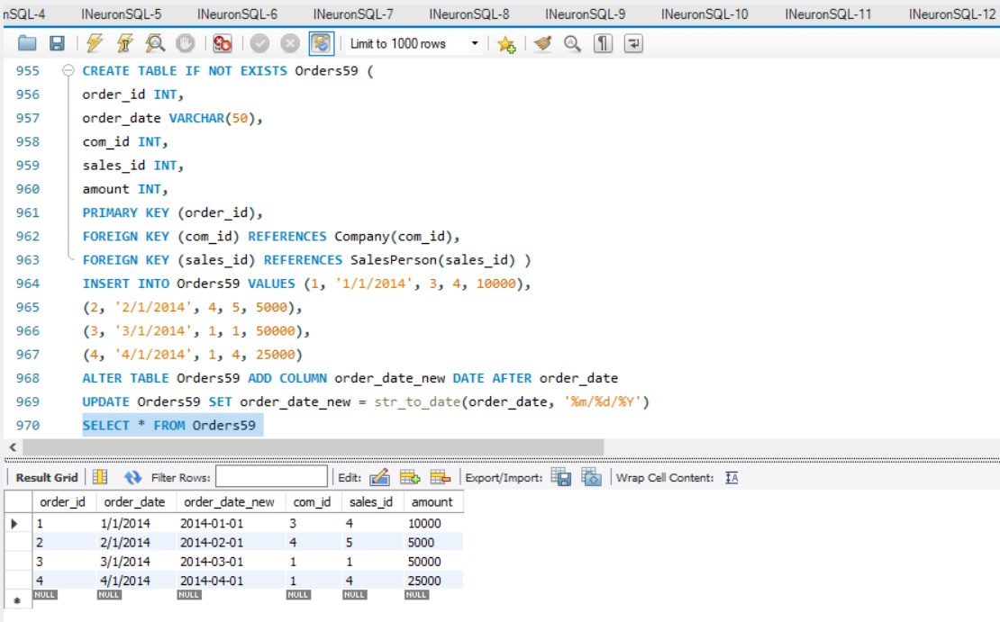 nSQL-4 INeuronSQL-5 INeuronSQL-6 INeuronSQL-7 INeuronSQL-8 INeuronSQL-9 INeuronSQL-10 INeuronSQL-11 INeuronSQL-12
Limit to 1000 rows
955 CREATE TABLE IF NOT EXISTS Orders59 (
956 order_id INT,
957 order_date VARCHAR(50),
958 com_id INT,
959 sales_id INT,
960 amount INT,
961 PRIMARY KEY (order_id),
962 FOREIGN KEY (com_id) REFERENCES Company(com_id),
963 FOREIGN KEY (sales_id) REFERENCES SalesPerson(sales_id) )
964 INSERT INTO Orders59 VALUES (1, '1/1/2014', 3, 4, 10000),
965 (2, '2/1/2014', 4, 5, 5000),
966 (3, '3/1/2014', 1, 1, 50000),
967 (4, '4/1/2014', 1, 4, 25000)
968 ALTER TABLE Orders59 ADD COLUMN order_date_new DATE AFTER order_date
969 UPDATE Orders59 SET order_date_new = str_to_date(order_date, '%m/%d/%Y')
970 SELECT * FROM Orders59
Result Grid Filter Rows: Edit: Export/Import: Wrap Cell Content:
order_id order_date order_date_new com_id sales_id amount
1 1/1/2014 2014-01-01 3 4 10000
2 2/1/2014 2014-02-01 4 5 5000
3 3/1/2014 2014-03-01 1 1 50000
4 4/1/2014 2014-04-01 1 4 25000
NULL NULL NULL NULL NULL NULL